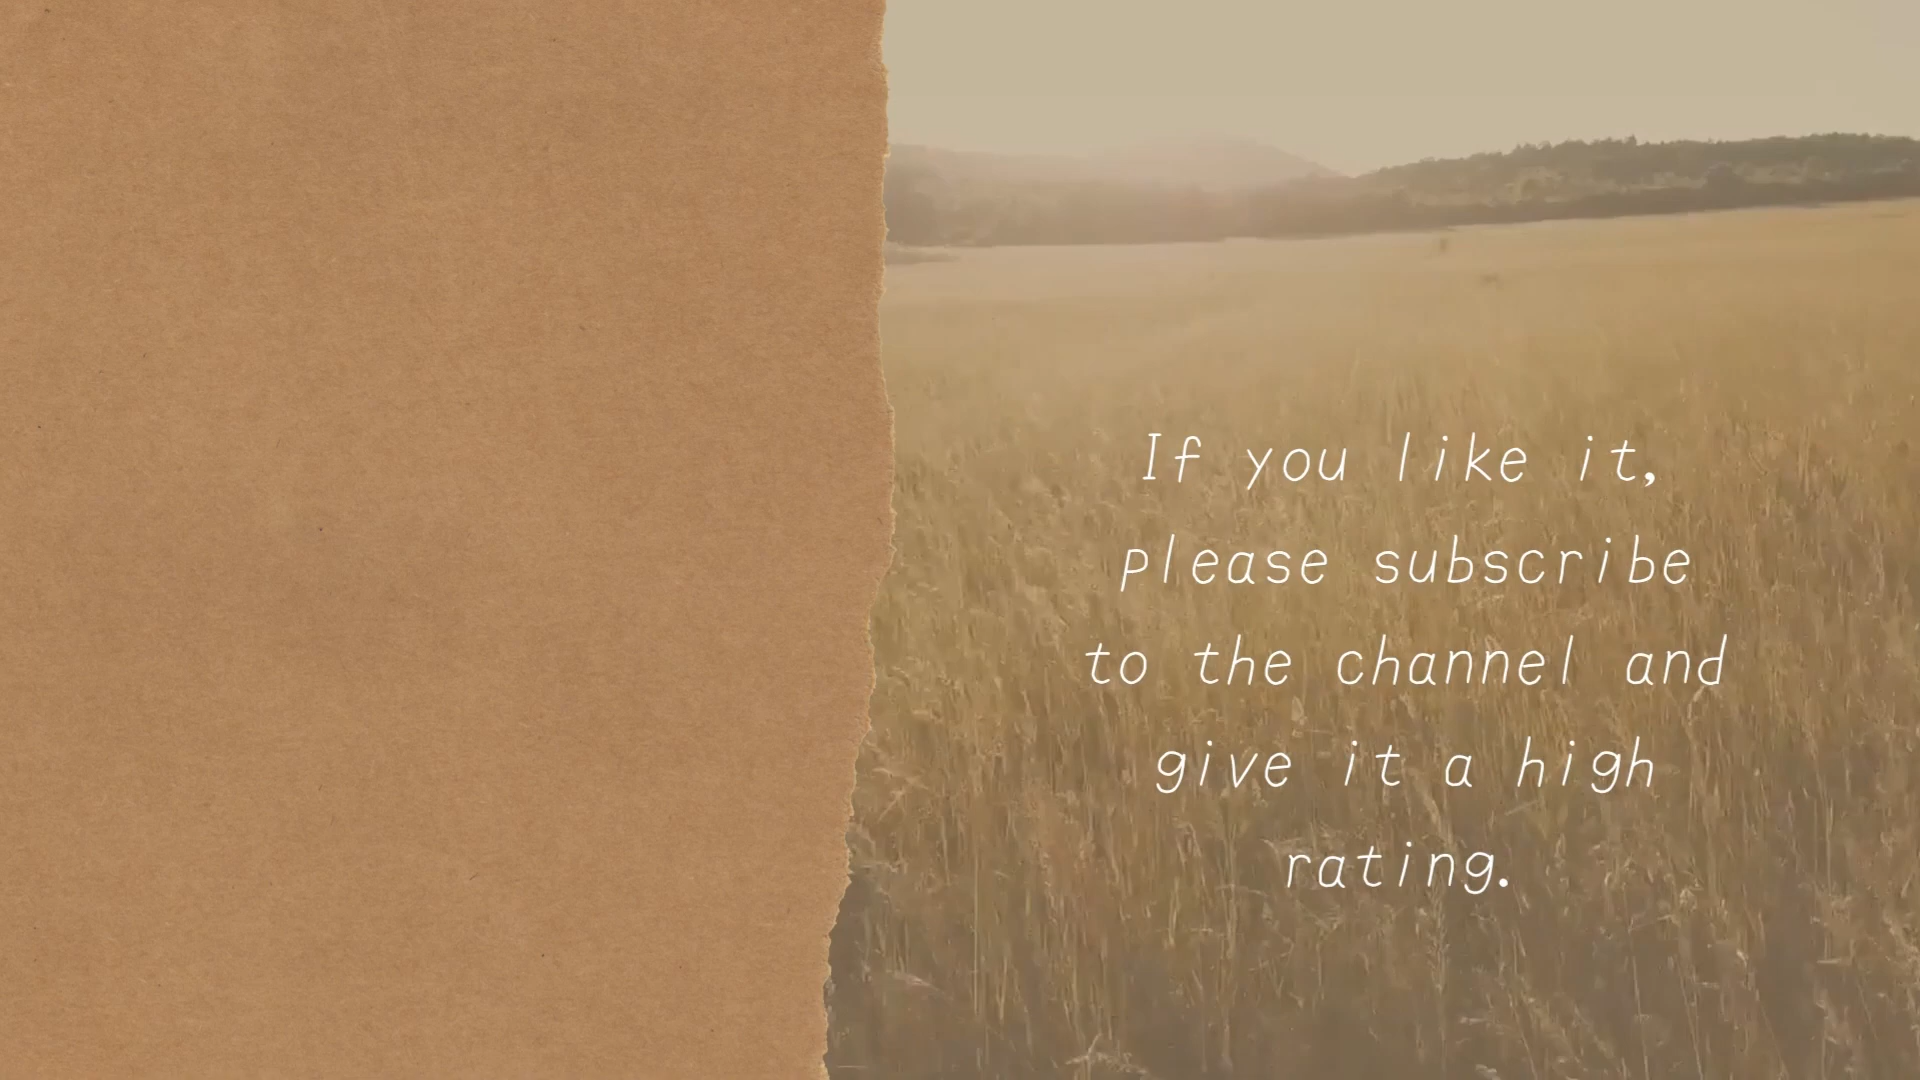 If you like it,
please subscribe
to the channel and
give it a high
rating.